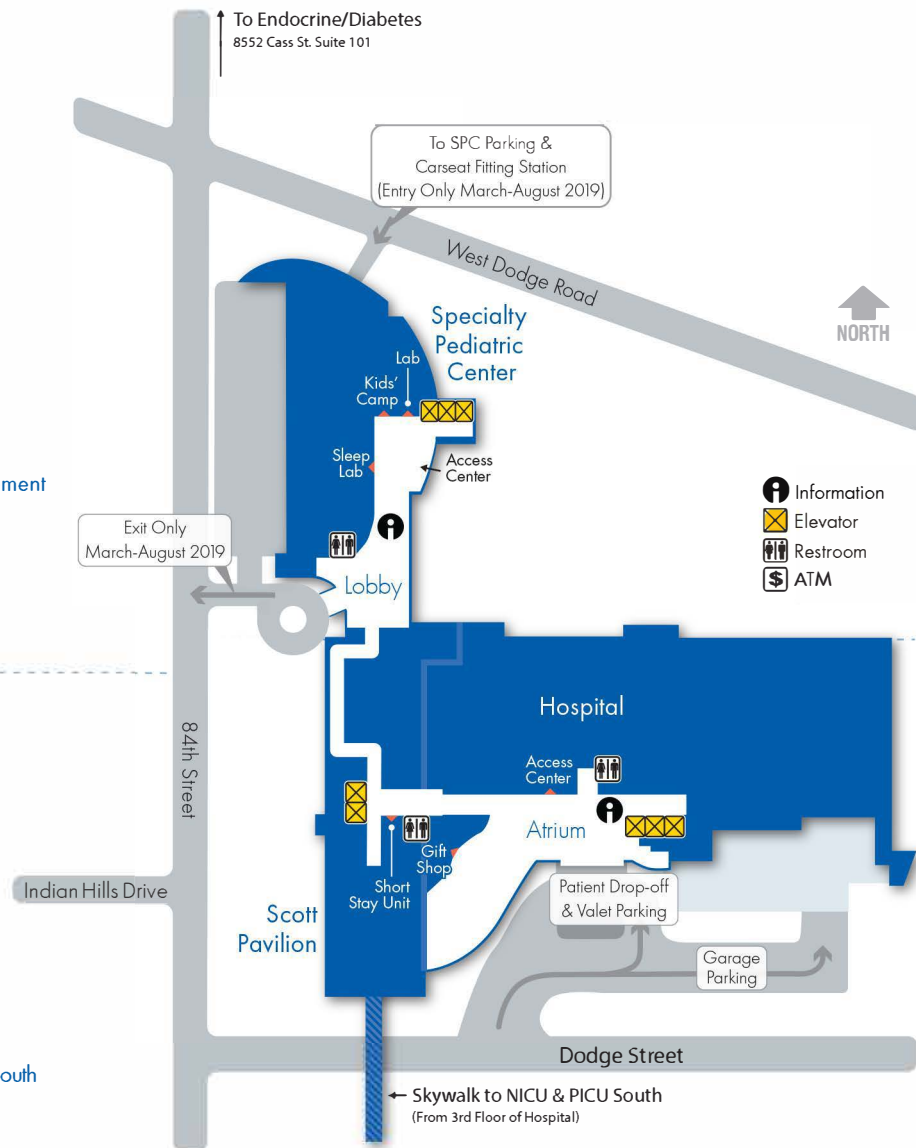 To Endocrine/Diabetes
8552 Cass St. Suite 101
To SPC Parking &
Carseat Fitting Station
(Entry Only March-August 2019)
West Dodge Road
NORTH
Specialty
Pediatric
Center
Lab
Kids'
Camp
Sleep
Lab
Access
Center
ment
Exit Only
March-August 2019
Information
Elevator
Restroom
$ ATM
Lobby
84th Street
Hospital
Access
Center
Atrium
Gift
Shop
Short
Stay Unit
Indian Hills Drive
Patient Drop-off
& Valet Parking
Scott
Pavilion
Garage
Parking
Dodge Street
outh
Skywalk to NICU & PICU South
(From 3rd Floor of Hospital)